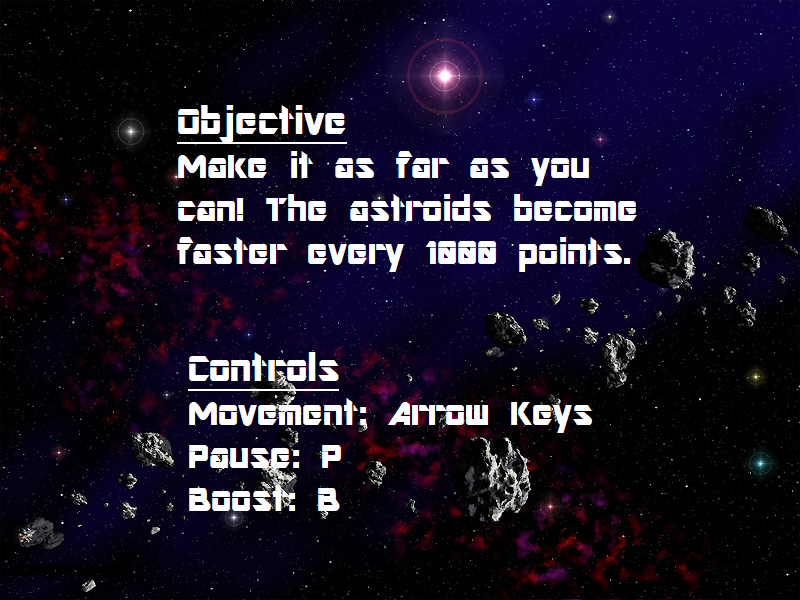 Objective
Make it as far as you
can! The astroids become
faster every 1000 points.
Controls
Movement: Arrow Keys
Pause: P
Boost: B